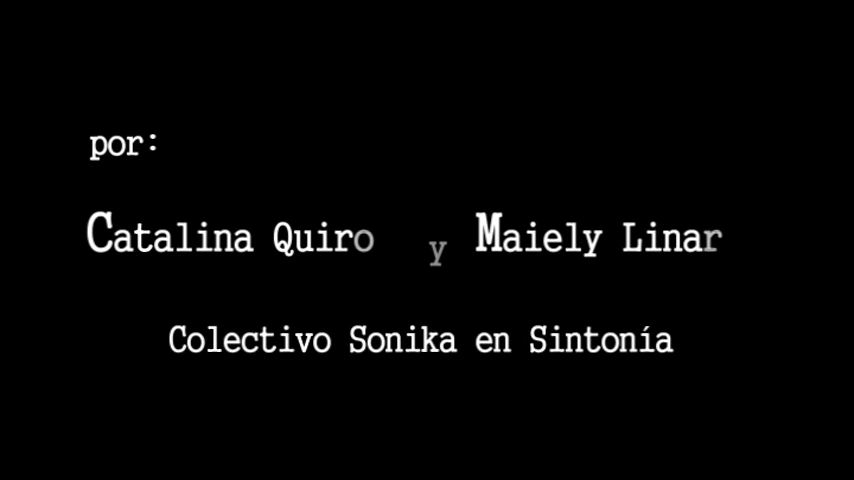 por:
Catalina Quiro y Maiely Linar
Colectivo Sonika en Sintonía